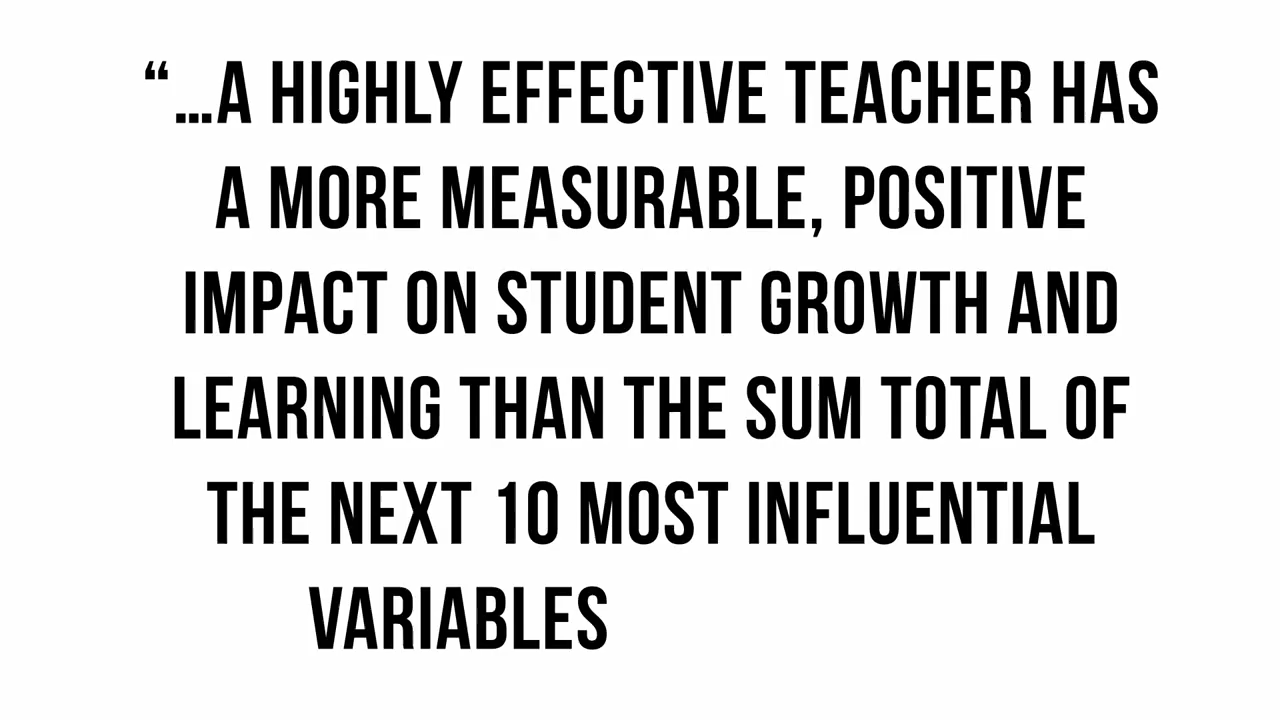 “…A HIGHLY EFFECTIVE TEACHER HAS
A MORE MEASURABLE, POSITIVE
IMPACT ON STUDENT GROWTH AND
LEARNING THAN THE SUM TOTAL OF
THE NEXT 10 MOST INFLUENTIAL
VARIABLES